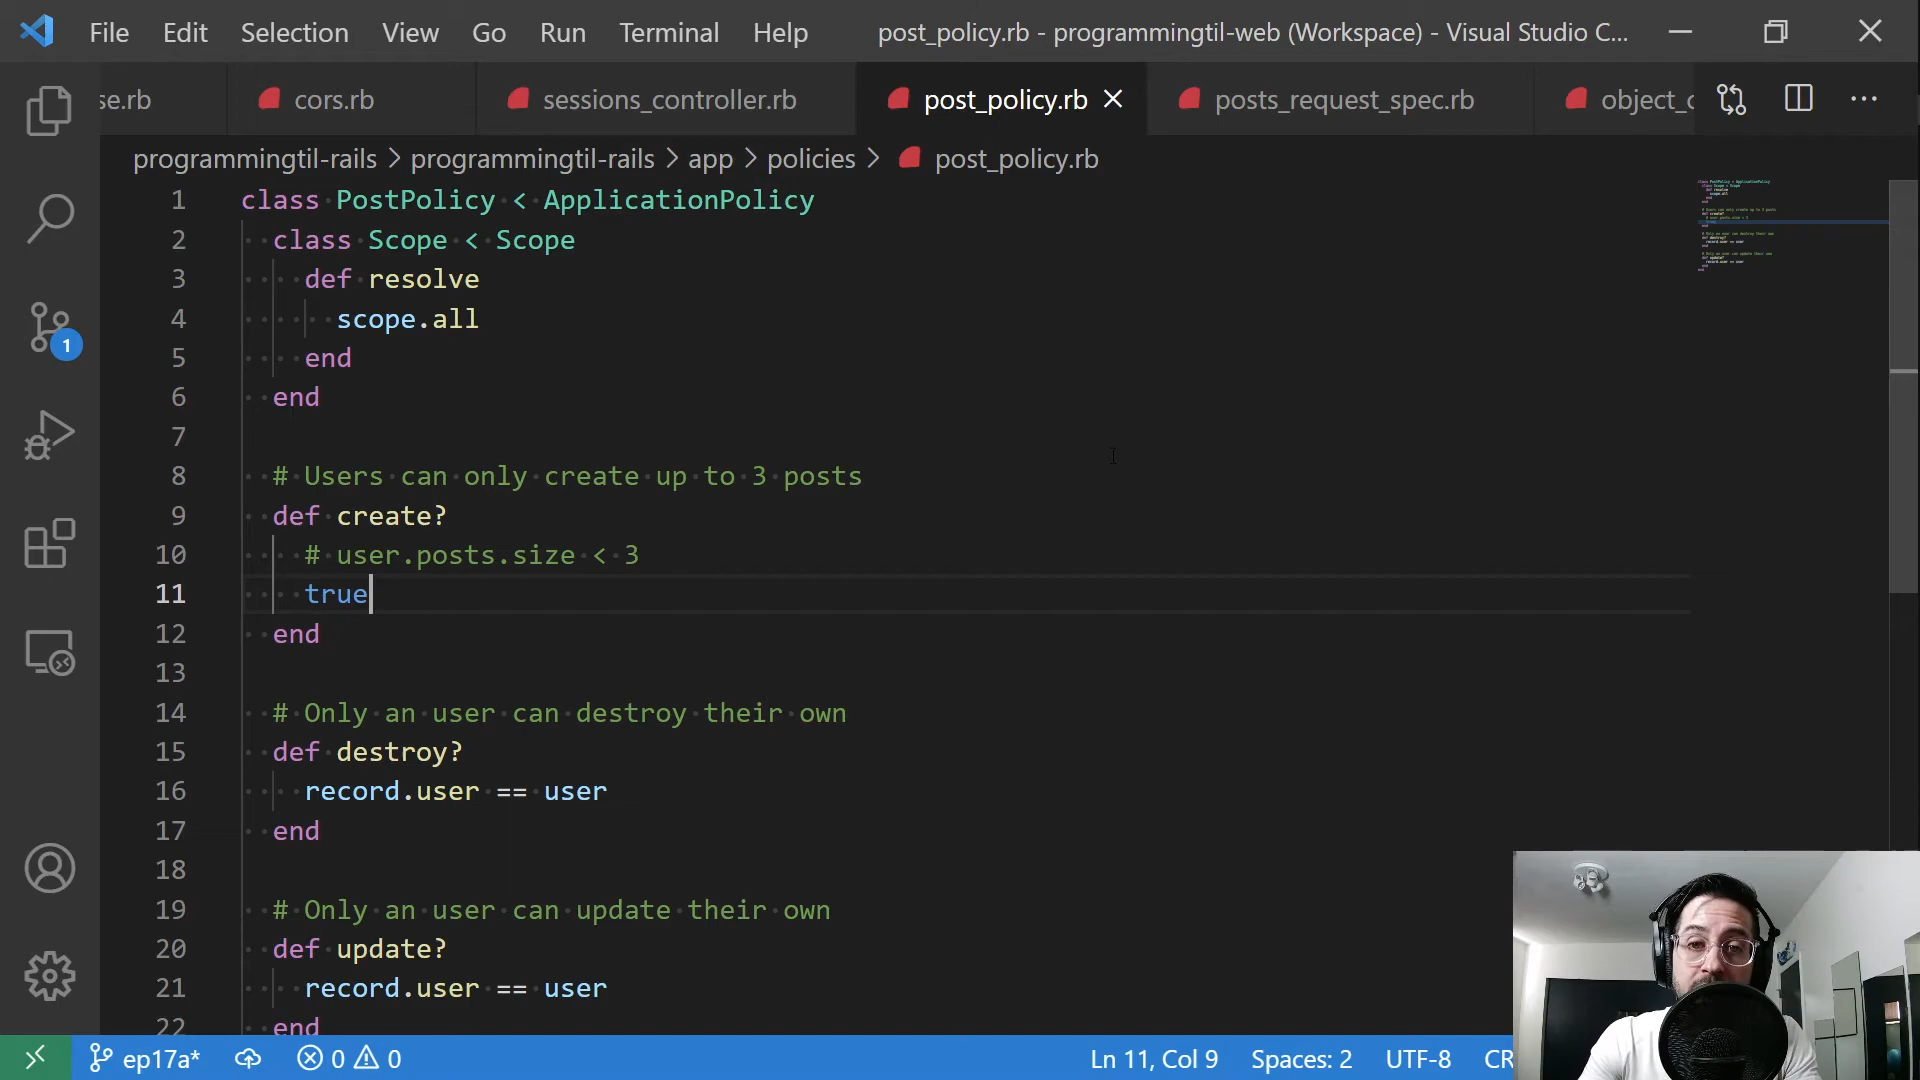 File Edit Selection View Go Run Terminal Help post_policy.rb - programmingtil-web (Workspace) - Visual Studio C...
se.rb cors.rb sessions_controller.rb post_policy.rb posts_request_spec.rb object_c
programmingtil-rails > programmingtil-rails > app > policies > post_policy.rb
1 class PostPolicy < ApplicationPolicy
2 class Scope < Scope
3 def resolve
4 scope.all
5 end
6 end
7
8 # Users can only create up to 3 posts
9 def create?
10 # user.posts.size < 3
11 true
12 end
13
14 # Only an user can destroy their own
15 def destroy?
16 record.user == user
17 end
18
19 # Only an user can update their own
20 def update?
21 record.user == user
22 end
1
ep17a* 0 0 Ln 11, Col 9 Spaces: 2 UTF-8 CR